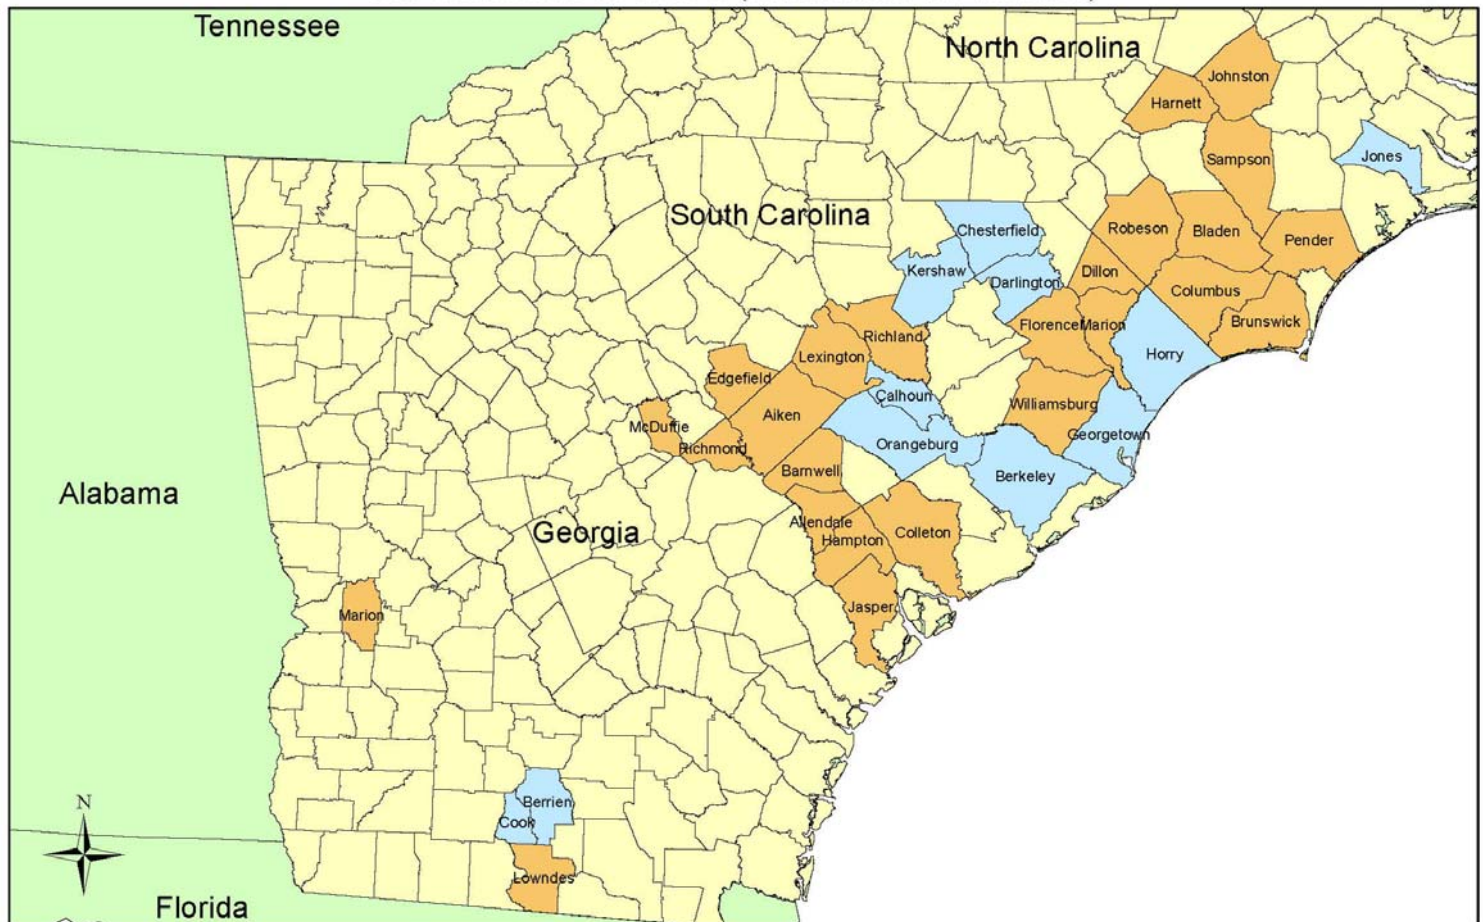 Tennessee
North Carolina
Johnston
Harnett
Sampson
Jones
South Carolina
Chesterfield
Robeson
Bladen
Pender
Kershaw
Darlington
Dillon
Columbus
Brunswick
Florence
Marion
Richland
Lexington
Horry
Edgefield
Calhoun
Williamsburg
Aiken
McDuffie
Richmond
Orangeburg
Georgetown
Barnwell
Berkeley
Alabama
Georgia
Allendale
Hampton
Colleton
Jasper
Marion
N
Berrien
Cook
Lowndes
Florida